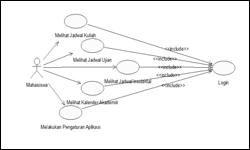 Melihat Jadwal Kuliah
<<include>>
Melihat Jadwal Ujian
<<include>>
Melihat Jadwal Insidental
<<include>>
Mahasiswa
<<include>>
Login
Melihat Kalender Akademik
<<include>>
Melakukan Pengaturan Aplikasi